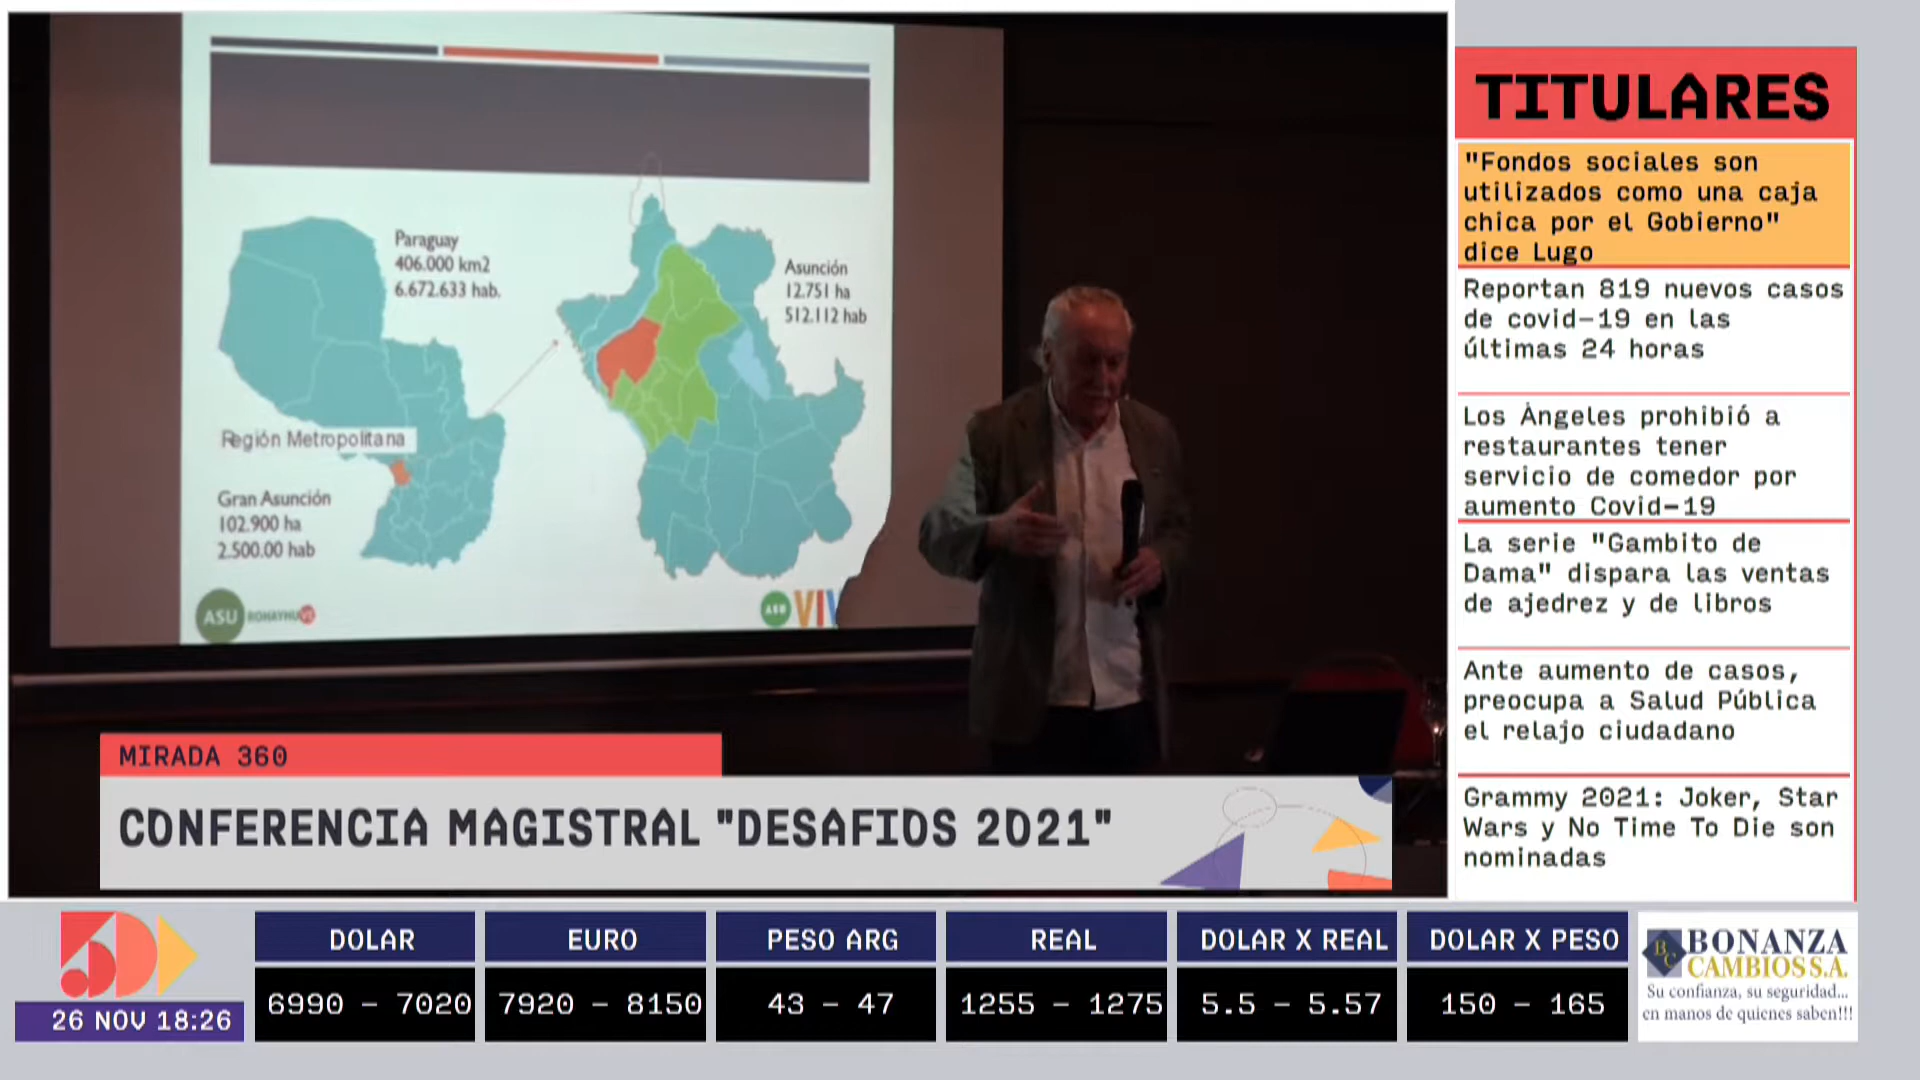 Paraguay
406.000 km2
6.672.633 hab.
Asunción
12.751 ha
512.112 hab
Región Metropolitana
Gran Asunción
102.900 ha
2.500.00 hab
ASU
ASU
VIV
MIRADA 360
CONFERENCIA MAGISTRAL "DESAFIOS 2021"
TITULARES
"Fondos sociales son
utilizados como una caja
chica por el Gobierno"
dice Lugo
Reportan 819 nuevos casos
de covid-19 en las
últimas 24 horas
Los Àngeles prohibió a
restaurantes tener
servicio de comedor por
aumento Covid-19
La serie "Gambito de
Dama" dispara las ventas
de ajedrez y de libros
Ante aumento de casos,
preocupa a Salud Pública
el relajo ciudadano
Grammy 2021: Joker, Star
Wars y No Time To Die son
nominadas
5D
26 NOV 18:26
DOLAR
6990 - 7020
EURO
7920 - 8150
PESO ARG
43 - 47
REAL
1255 - 1275
DOLAR X REAL
5.5 - 5.57
DOLAR X PESO
150 - 165
BC
BONANZA
CAMBIOS S.A.
Su confianza, su seguridad...
en manos de quienes saben!!!